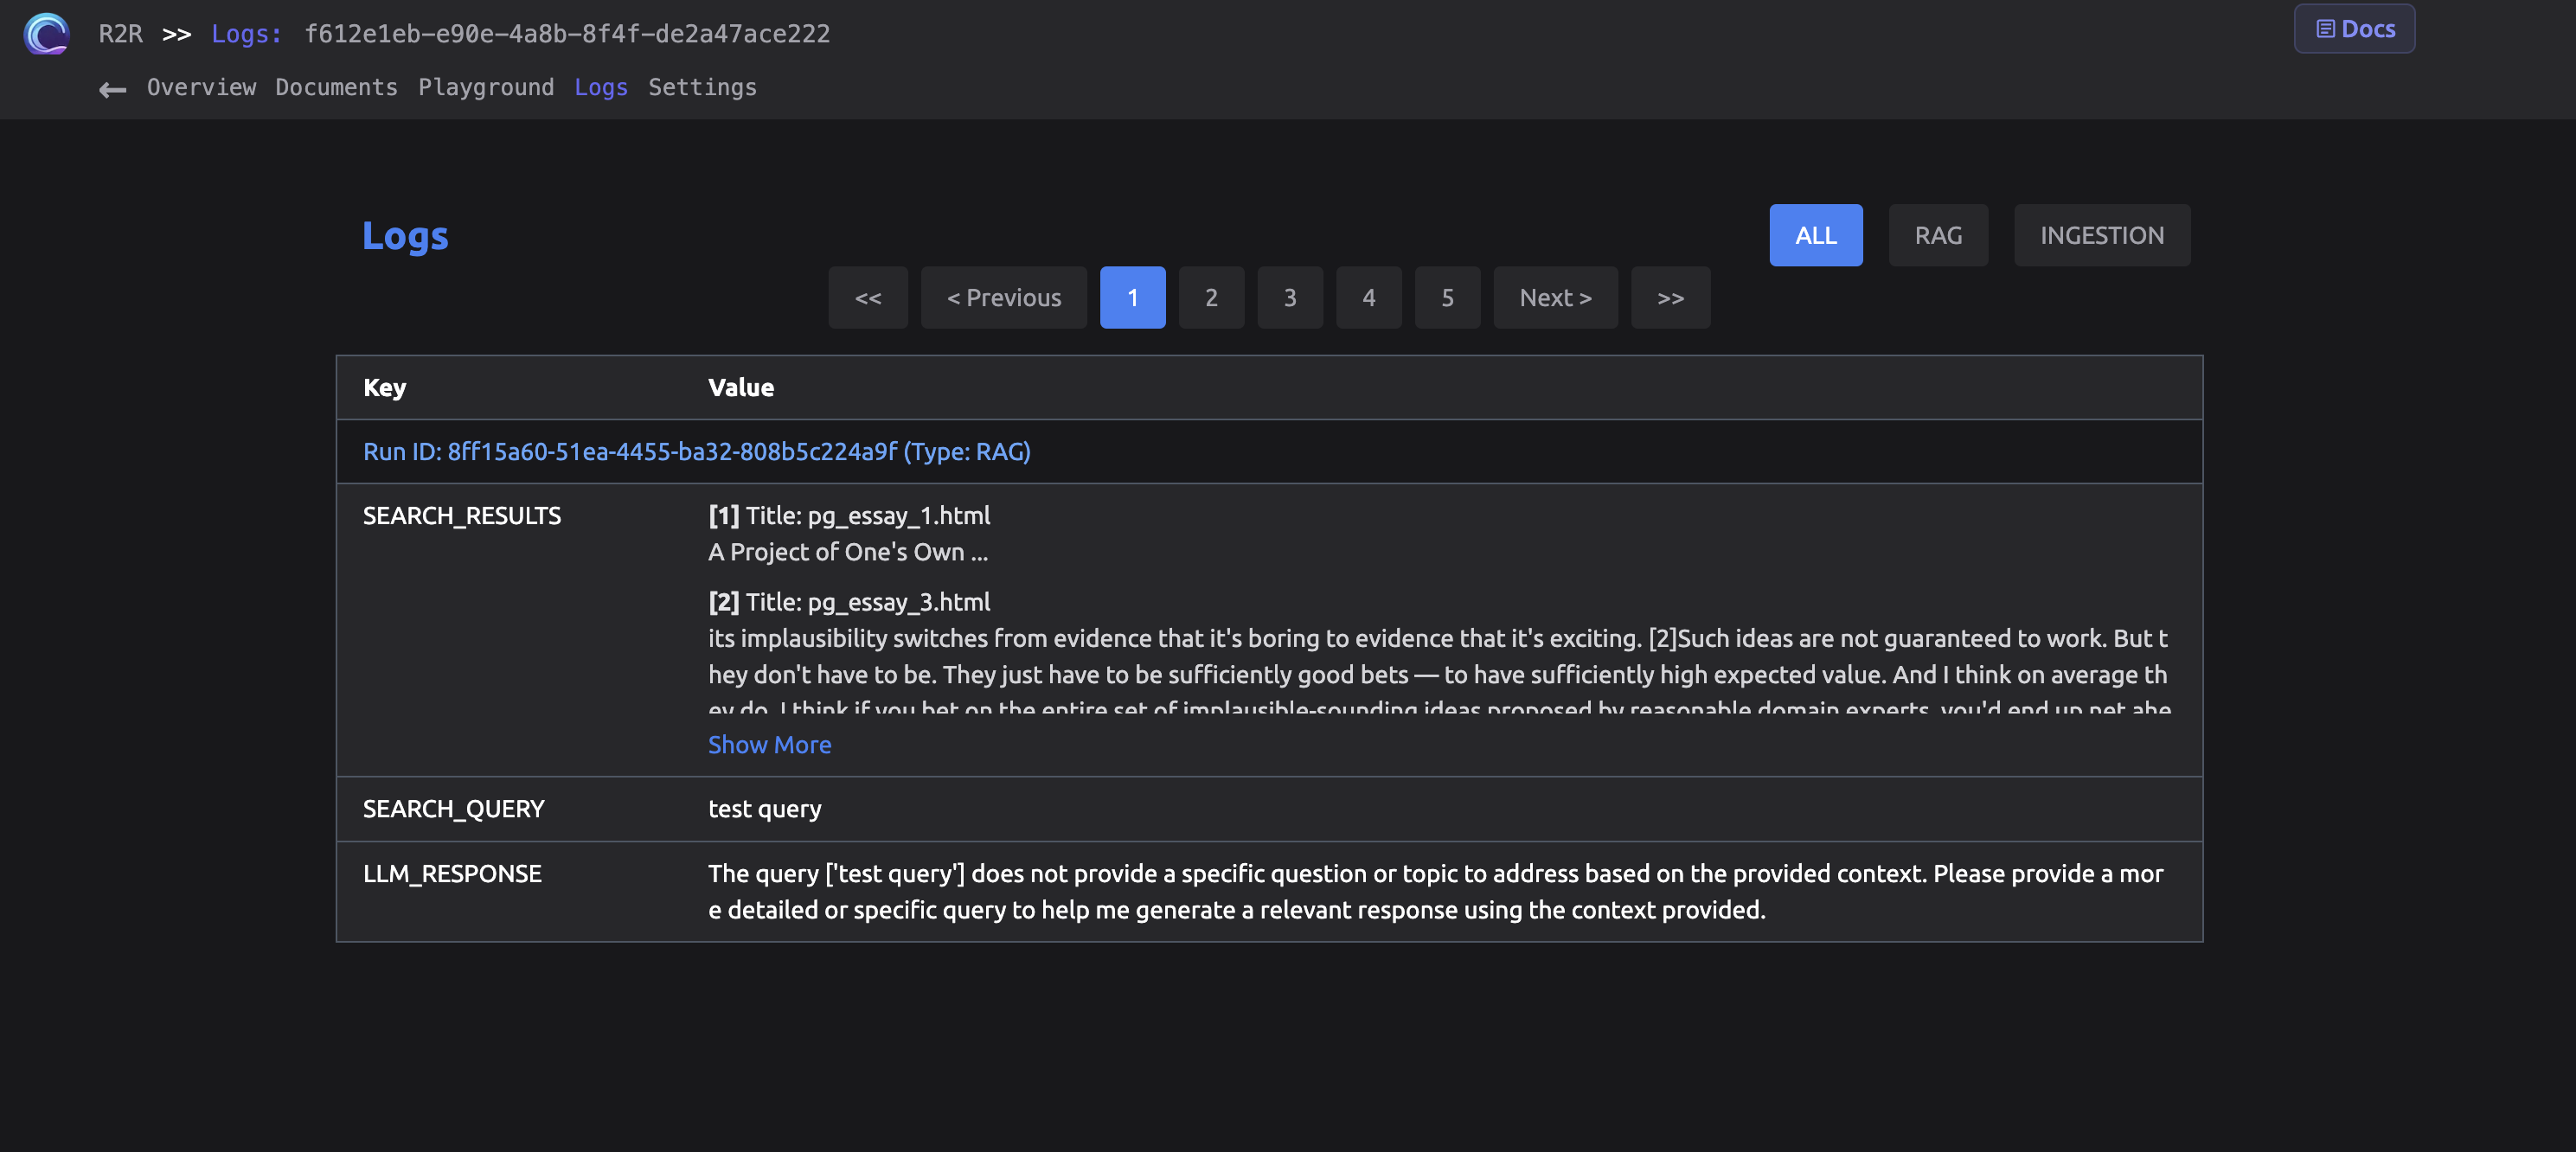 R2R >> Logs: f612e1eb-e90e-4a8b-8f4f-de2a47ace222
Docs
Overview Documents Playground Logs Settings
Logs
ALL RAG INGESTION
<< < Previous 1 2 3 4 5 Next > >>
Key Value
Run ID: 8ff15a60-51ea-4455-ba32-808b5c224a9f (Type: RAG)
SEARCH_RESULTS [1] Title: pg_essay_1.html
A Project of One's Own ...
[2] Title: pg_essay_3.html
its implausibility switches from evidence that it's boring to evidence that it's exciting. [2]Such ideas are not guaranteed to work. But t
hey don't have to be. They just have to be sufficiently good bets — to have sufficiently high expected value. And I think on average th
ey do. I think if you bet on the entire set of implausible-sounding ideas proposed by reasonable domain experts, you'd end up net ahe
Show More
SEARCH_QUERY test query
LLM_RESPONSE The query ['test query'] does not provide a specific question or topic to address based on the provided context. Please provide a mor
e detailed or specific query to help me generate a relevant response using the context provided.